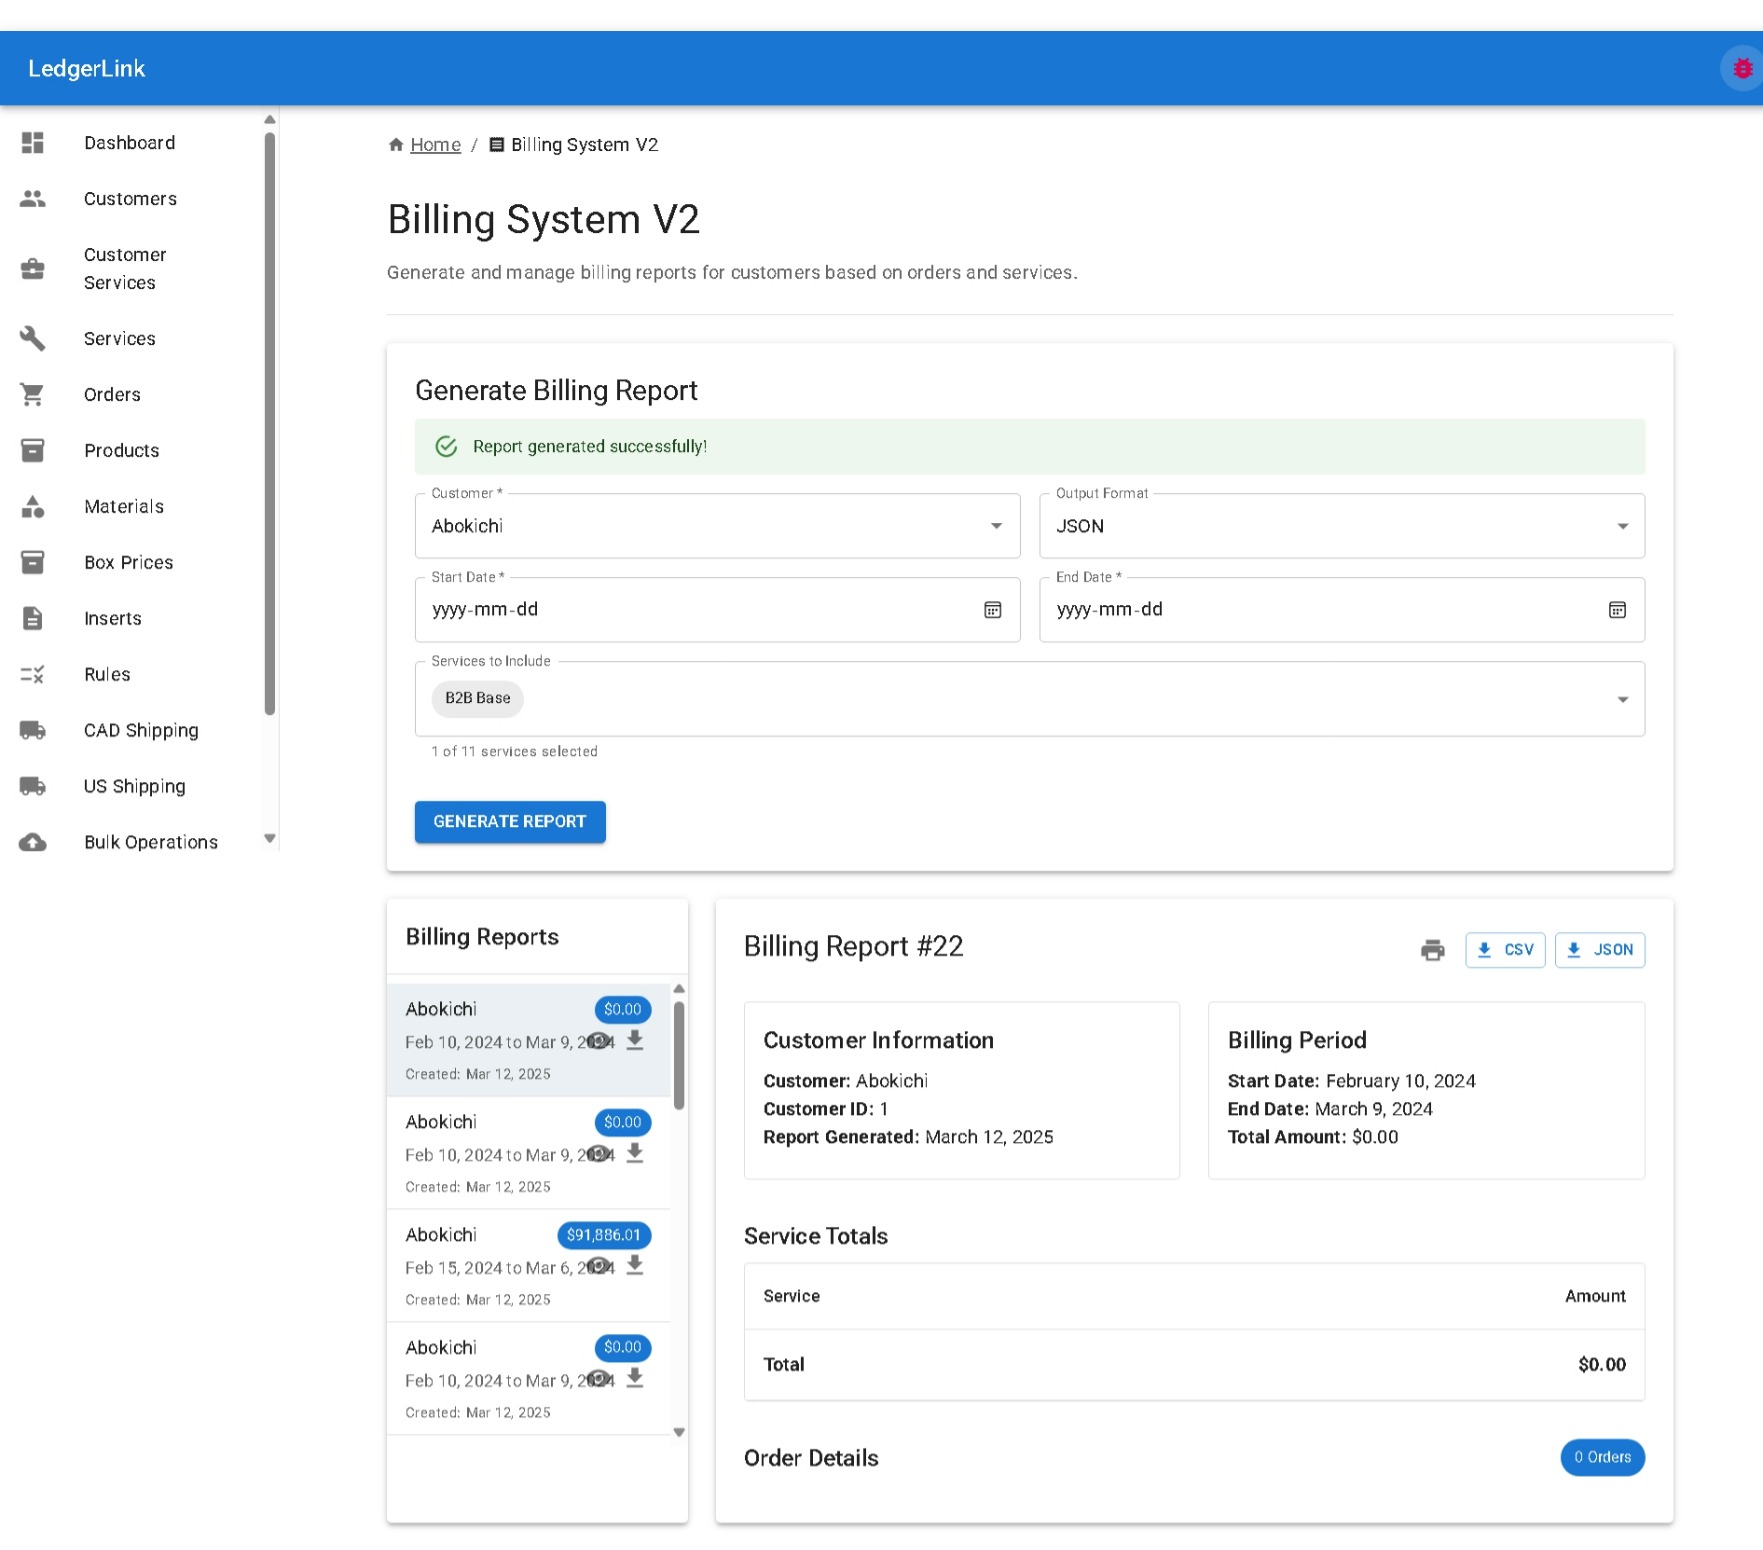 LedgerLink
Dashboard
Customers
Customer
Services
Services
Orders
Products
Materials
Box Prices
Inserts
Rules
CAD Shipping
US Shipping
Bulk Operations
Home / Billing System V2
Billing System V2
Generate and manage billing reports for customers based on orders and services.
Generate Billing Report
Report generated successfully!
Customer *
Abokichi
Output Format
JSON
Start Date *
yyyy-mm-dd
End Date *
yyyy-mm-dd
Services to Include
B2B Base
1 of 11 services selected
GENERATE REPORT
Billing Reports
Abokichi $0.00
Feb 10, 2024 to Mar 9, 2024
Created: Mar 12, 2025
Abokichi $0.00
Feb 10, 2024 to Mar 9, 2024
Created: Mar 12, 2025
Abokichi $91,886.01
Feb 15, 2024 to Mar 6, 2024
Created: Mar 12, 2025
Abokichi $0.00
Feb 10, 2024 to Mar 9, 2024
Created: Mar 12, 2025
Billing Report #22
CSV
JSON
Customer Information
Customer: Abokichi
Customer ID: 1
Report Generated: March 12, 2025
Billing Period
Start Date: February 10, 2024
End Date: March 9, 2024
Total Amount: $0.00
Service Totals
Service Amount
Total $0.00
Order Details 0 Orders